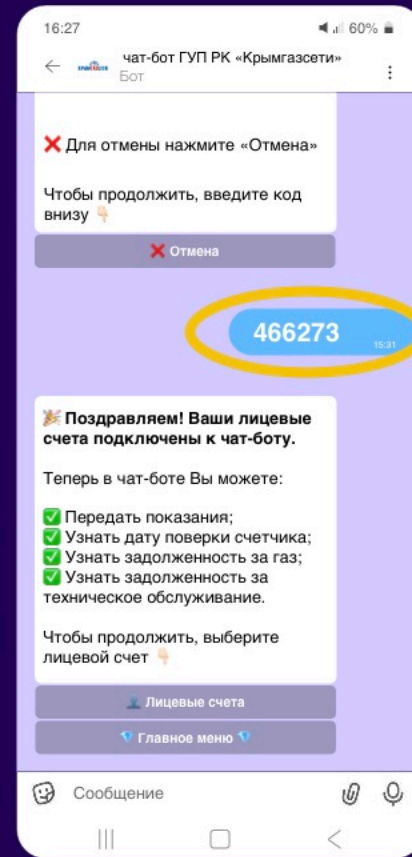 16:27
60%
чат-бот ГУП РК «Крымгазсети»
Бот
❌ Для отмены нажмите «Отмена»
Чтобы продолжить, введите код
внизу 👇🏻
❌ Отмена
466273
15:31
🎉 Поздравляем! Ваши лицевые
счета подключены к чат-боту.
Теперь в чат-боте Вы можете:
✅ Передать показания;
✅ Узнать дату поверки счетчика;
✅ Узнать задолженность за газ;
✅ Узнать задолженность за
техническое обслуживание.
Чтобы продолжить, выберите
лицевой счет 👇🏻
👤 Лицевые счета
💎 Главное меню 💎
Сообщение